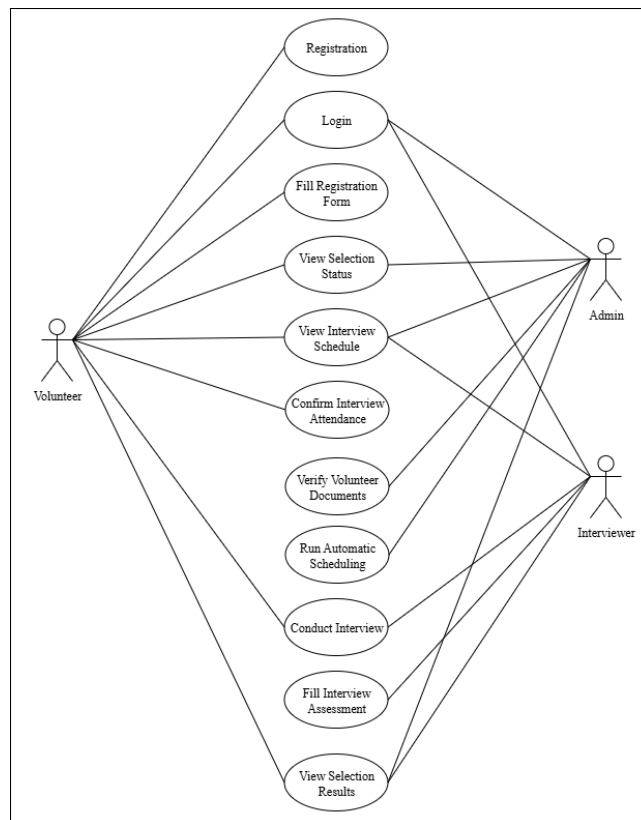 Registration
Login
Fill Registration
Form
View Selection
Status
View Interview
Schedule
Confirm Interview
Attendance
Verify Volunteer
Documents
Run Automatic
Scheduling
Conduct Interview
Fill Interview
Assessment
View Selection
Results
Volunteer
Admin
Interviewer